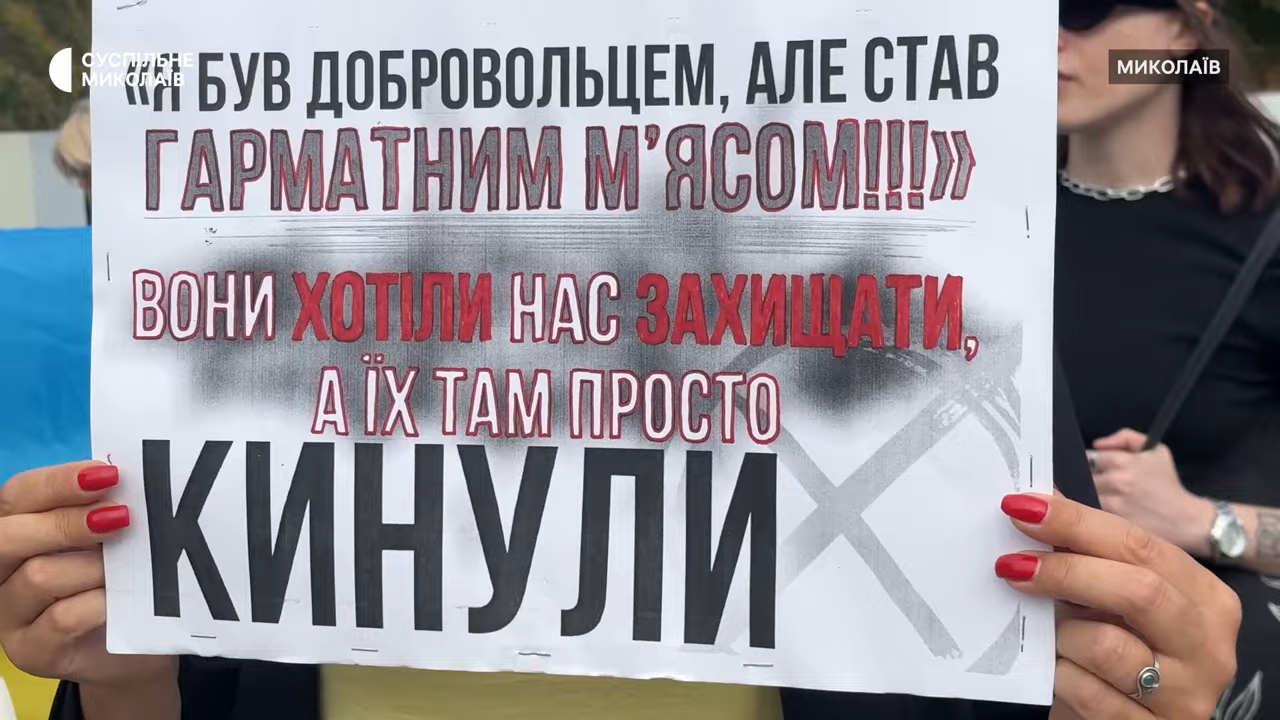 СУСПІЛЬНЕ
МИКОЛАЇВ
МИКОЛАЇВ
«Я БУВ ДОБРОВОЛЬЦЕМ, АЛЕ СТАВ
ГАРМАТНИМ М’ЯСОМ!!!»
ВОНИ ХОТІЛИ НАС ЗАХИЩАТИ,
А ЇХ ТАМ ПРОСТО
КИНУЛИ